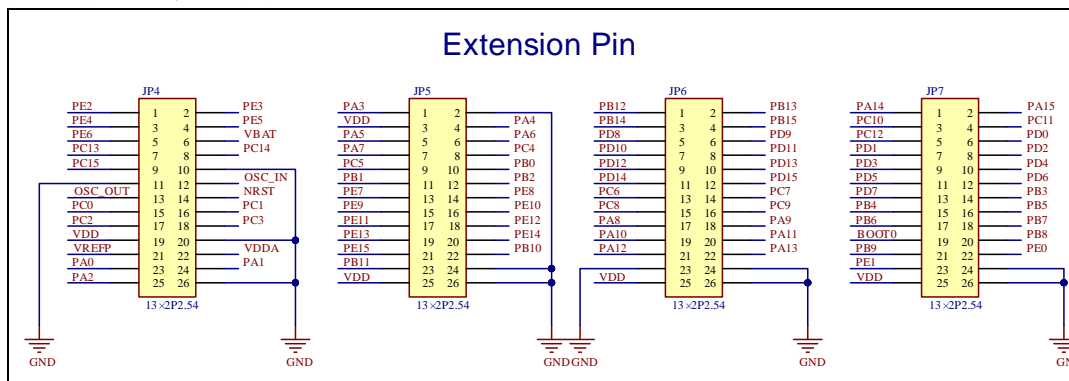 Extension Pin
JP4
PE2 1 2 PE3
PE4 3 4 PE5
PE6 5 6 VBAT
PC13 7 8 PC14
PC15 9 10
11 12 OSC_IN
OSC_OUT 13 14 NRST
PC0 15 16 PC1
PC2 17 18 PC3
VDD 19 20
VREFP 21 22 VDDA
PA0 23 24 PA1
PA2 25 26
13×2P2.54
GND GND
JP5
PA3 1 2
VDD 3 4 PA4
PA5 5 6 PA6
PA7 7 8 PC4
PC5 9 10 PB0
PB1 11 12 PB2
PE7 13 14 PE8
PE9 15 16 PE10
PE11 17 18 PE12
PE13 19 20 PE14
PE15 21 22 PB10
PB11 23 24
VDD 25 26
13×2P2.54
GND
JP6
PB12 1 2 PB13
PB14 3 4 PB15
PD8 5 6 PD9
PD10 7 8 PD11
PD12 9 10 PD13
PD14 11 12 PD15
PC6 13 14 PC7
PC8 15 16 PC9
PA8 17 18 PA9
PA10 19 20 PA11
PA12 21 22 PA13
23 24
VDD 25 26
13×2P2.54
GND GND
JP7
PA14 1 2 PA15
PC10 3 4 PC11
PC12 5 6 PD0
PD1 7 8 PD2
PD3 9 10 PD4
PD5 11 12 PD6
PD7 13 14 PB3
PB4 15 16 PB5
PB6 17 18 PB7
BOOT0 19 20 PB8
PB9 21 22 PE0
PE1 23 24
VDD 25 26
13×2P2.54
GND